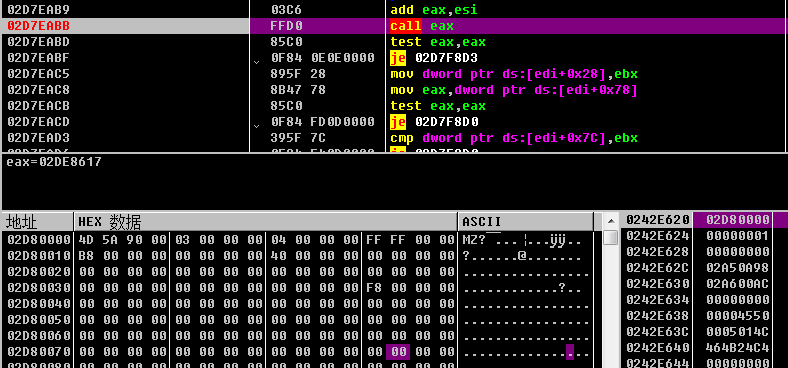 02D7EAB9 03C6 add eax,esi
02D7EABB FFD0 call eax
02D7EABD 85C0 test eax,eax
02D7EABF 0F84 0E0E0000 je 02D7F8D3
02D7EAC5 895F 28 mov dword ptr ds:[edi+0x28],ebx
02D7EAC8 8B47 78 mov eax,dword ptr ds:[edi+0x78]
02D7EACB 85C0 test eax,eax
02D7EACD 0F84 FD0D0000 je 02D7F8D0
02D7EAD3 395F 7C cmp dword ptr ds:[edi+0x7C],ebx
eax=02DE8617
地址 HEX 数据 ASCII
02D80000 4D 5A 90 00 03 00 00 00 04 00 00 00 FF FF 00 00 MZ?. ... ¦...ÿÿ..
02D80010 B8 00 00 00 00 00 00 00 40 00 00 00 00 00 00 00 ?.......@.......
02D80020 00 00 00 00 00 00 00 00 00 00 00 00 00 00 00 00 ................
02D80030 00 00 00 00 00 00 00 00 00 00 00 00 F8 00 00 00 ............?..
02D80040 00 00 00 00 00 00 00 00 00 00 00 00 00 00 00 00 ................
02D80050 00 00 00 00 00 00 00 00 00 00 00 00 00 00 00 00 ................
02D80060 00 00 00 00 00 00 00 00 00 00 00 00 00 00 00 00 ................
02D80070 00 00 00 00 00 00 00 00 00 00 00 00 00 00 00 00 ................
0242E620 02D80000
0242E624 00000001
0242E628 00000000
0242E62C 02A50A98
0242E630 02A600AC
0242E634 00000000
0242E638 00004550
0242E63C 0005014C
0242E640 464B24C4
0242E644 00000000